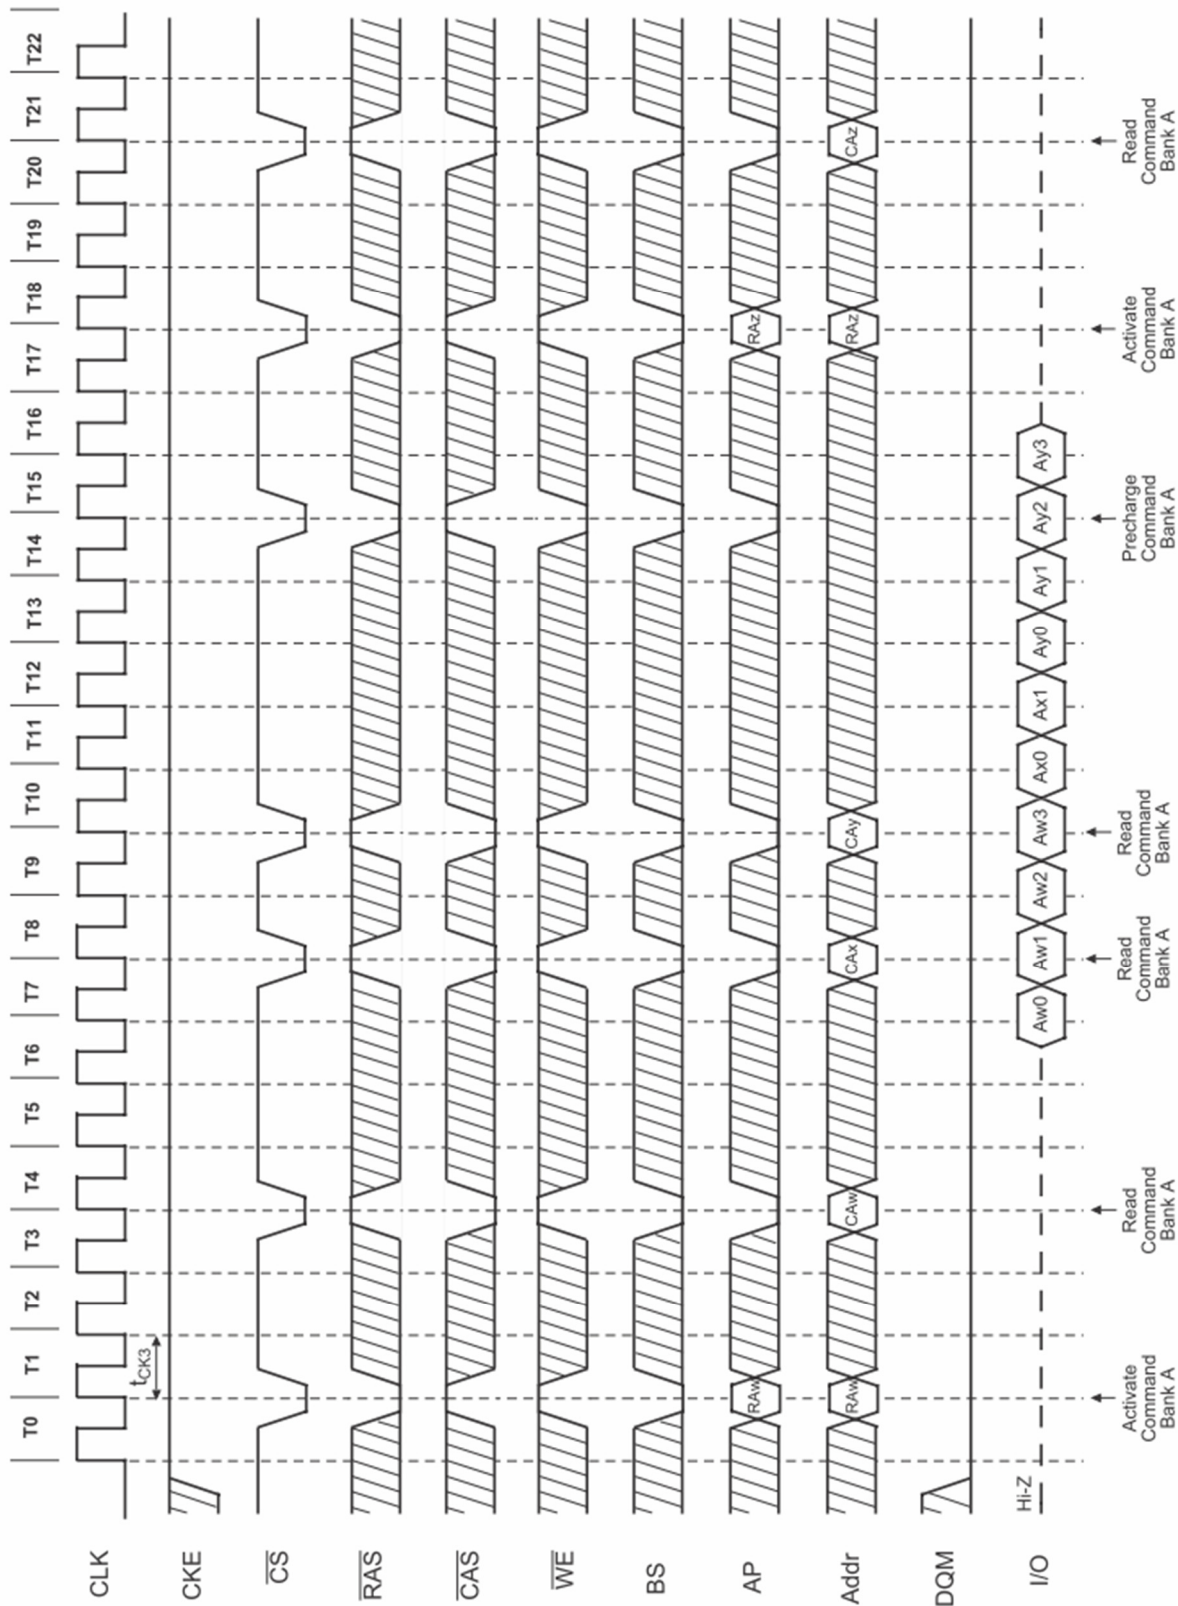 T0 T1 T2 T3 T4 T5 T6 T7 T8 T9 T10 T11 T12 T13 T14 T15 T16 T17 T18 T19 T20 T21 T22
CLK
tCK3
CKE
CS
RAS
CAS
WE
BS
AP
RAw RAz
Addr
RAw CAw CAx CAy RAz CAz
DQM
I/O
Hi-Z
Aw0 Aw1 Aw2 Aw3 Ax0 Ax1 Ay0 Ay1 Ay2 Ay3
Activate
Command
Bank A
Read
Command
Bank A
Read
Command
Bank A
Read
Command
Bank A
Precharge
Command
Bank A
Activate
Command
Bank A
Read
Command
Bank A